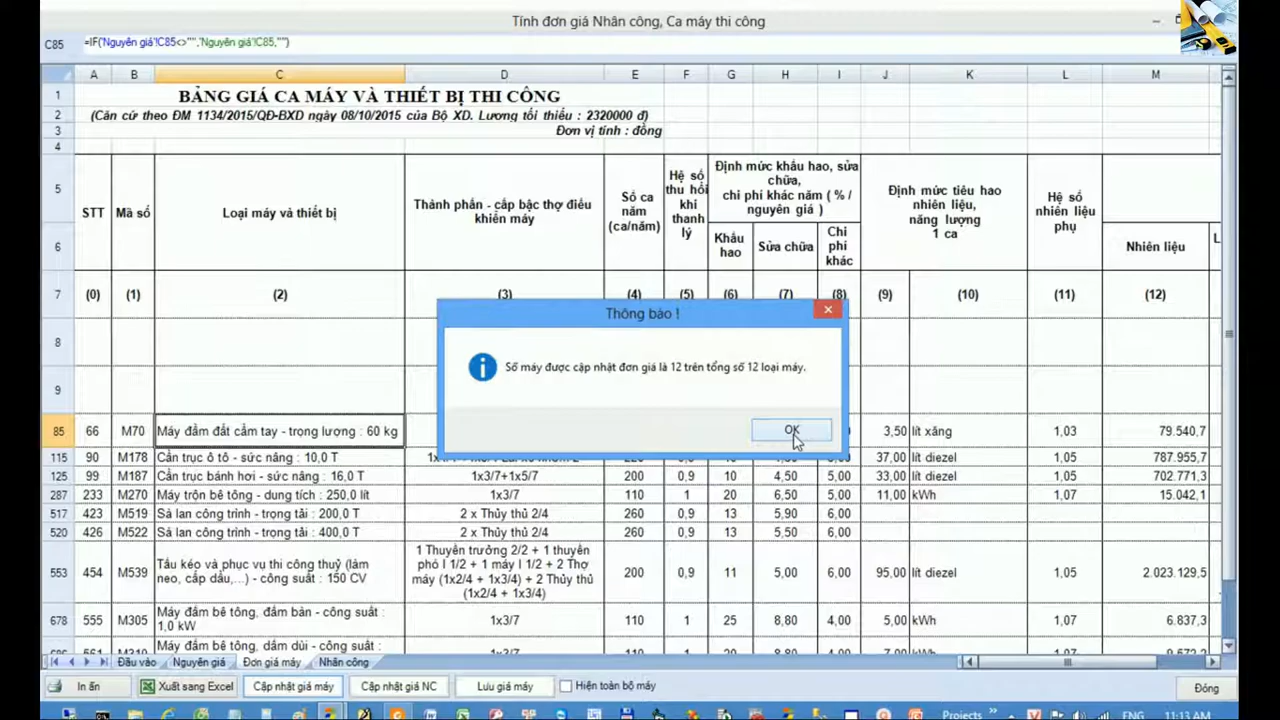 Tính đơn giá Nhân công, Ca máy thi công
C85 =IF('Nguyên giá'!C85<>"",'Nguyên giá'!C85,"")
A B C D E F G H I J K L M
1 BẢNG GIÁ CA MÁY VÀ THIẾT BỊ THI CÔNG
2 (Căn cứ theo ĐM 1134/2015/QĐ-BXD ngày 08/10/2015 của Bộ XD. Lương tối thiểu : 2320000 đ)
3 Đơn vị tính : đồng
4
5
6
STT
Mã số
Loại máy và thiết bị
Thành phần - cấp bậc thợ điều
khiển máy
Số ca
năm
(ca/năm)
Hệ số
thu hồi
khi
thanh
lý
Định mức khấu hao, sửa
chữa,
chi phí khác năm ( % /
nguyên giá )
Khấu
hao
Sửa chữa
Chi
phí
khác
Định mức tiêu hao
nhiên liệu,
năng lượng
1 ca
Hệ số
nhiên liệu
phụ
Nhiên liệu
L
7 (0) (1) (2) (3) (4) (5) (6) (7) (8) (9) (10) (11) (12)
8
9
Thông báo !
Số máy được cập nhật đơn giá là 12 trên tổng số 12 loại máy.
OK
85 66 M70 Máy đầm đất cầm tay - trọng lượng : 60 kg 3,50 lít xăng 1,03 79.540,7
115 90 M178 Cần trục ô tô - sức nâng : 10,0 T 37,00 lít diezel 1,05 787.955,7
125 99 M187 Cần trục bánh hơi - sức nâng : 16,0 T 1x3/7+1x5/7 200 0,9 10 4,50 5,00 33,00 lít diezel 1,05 702.771,3
287 233 M270 Máy trộn bê tông - dung tích : 250,0 lít 1x3/7 110 1 20 6,50 5,00 11,00 kWh 1,07 15.042,1
517 423 M519 Sà lan công trình - trọng tải : 200,0 T 2 x Thủy thủ 2/4 260 0,9 13 5,90 6,00
520 426 M522 Sà lan công trình - trọng tải : 400,0 T 2 x Thủy thủ 2/4 260 0,9 13 5,50 6,00
553 454 M539 Tầu kéo và phục vụ thi công thuỷ (làm
neo, cấp dầu,...) - công suất : 150 CV
1 Thuyền trưởng 2/2 + 1 thuyền
phó I 1/2 + 1 máy I 1/2 + 2 Thợ
máy (1x2/4 + 1x3/4) + 2 Thủy thủ
(1x2/4 + 1x3/4)
200 0,9 11 5,00 6,00 95,00 lít diezel 1,05 2.023.129,5
678 555 M305 Máy đầm bê tông, đầm bàn - công suất :
1,0 kW
1x3/7 110 1 25 8,80 4,00 5,00 kWh 1,07 6.837,3
Máy đầm bê tông, dầm dùi - công suất :
Đầu vào Nguyên giá Đơn giá máy Nhân công
In ấn Xuất sang Excel Cập nhật giá máy Cập nhật giá NC Lưu giá máy Hiện toàn bộ máy Đóng
Projects ENG 11:13 AM